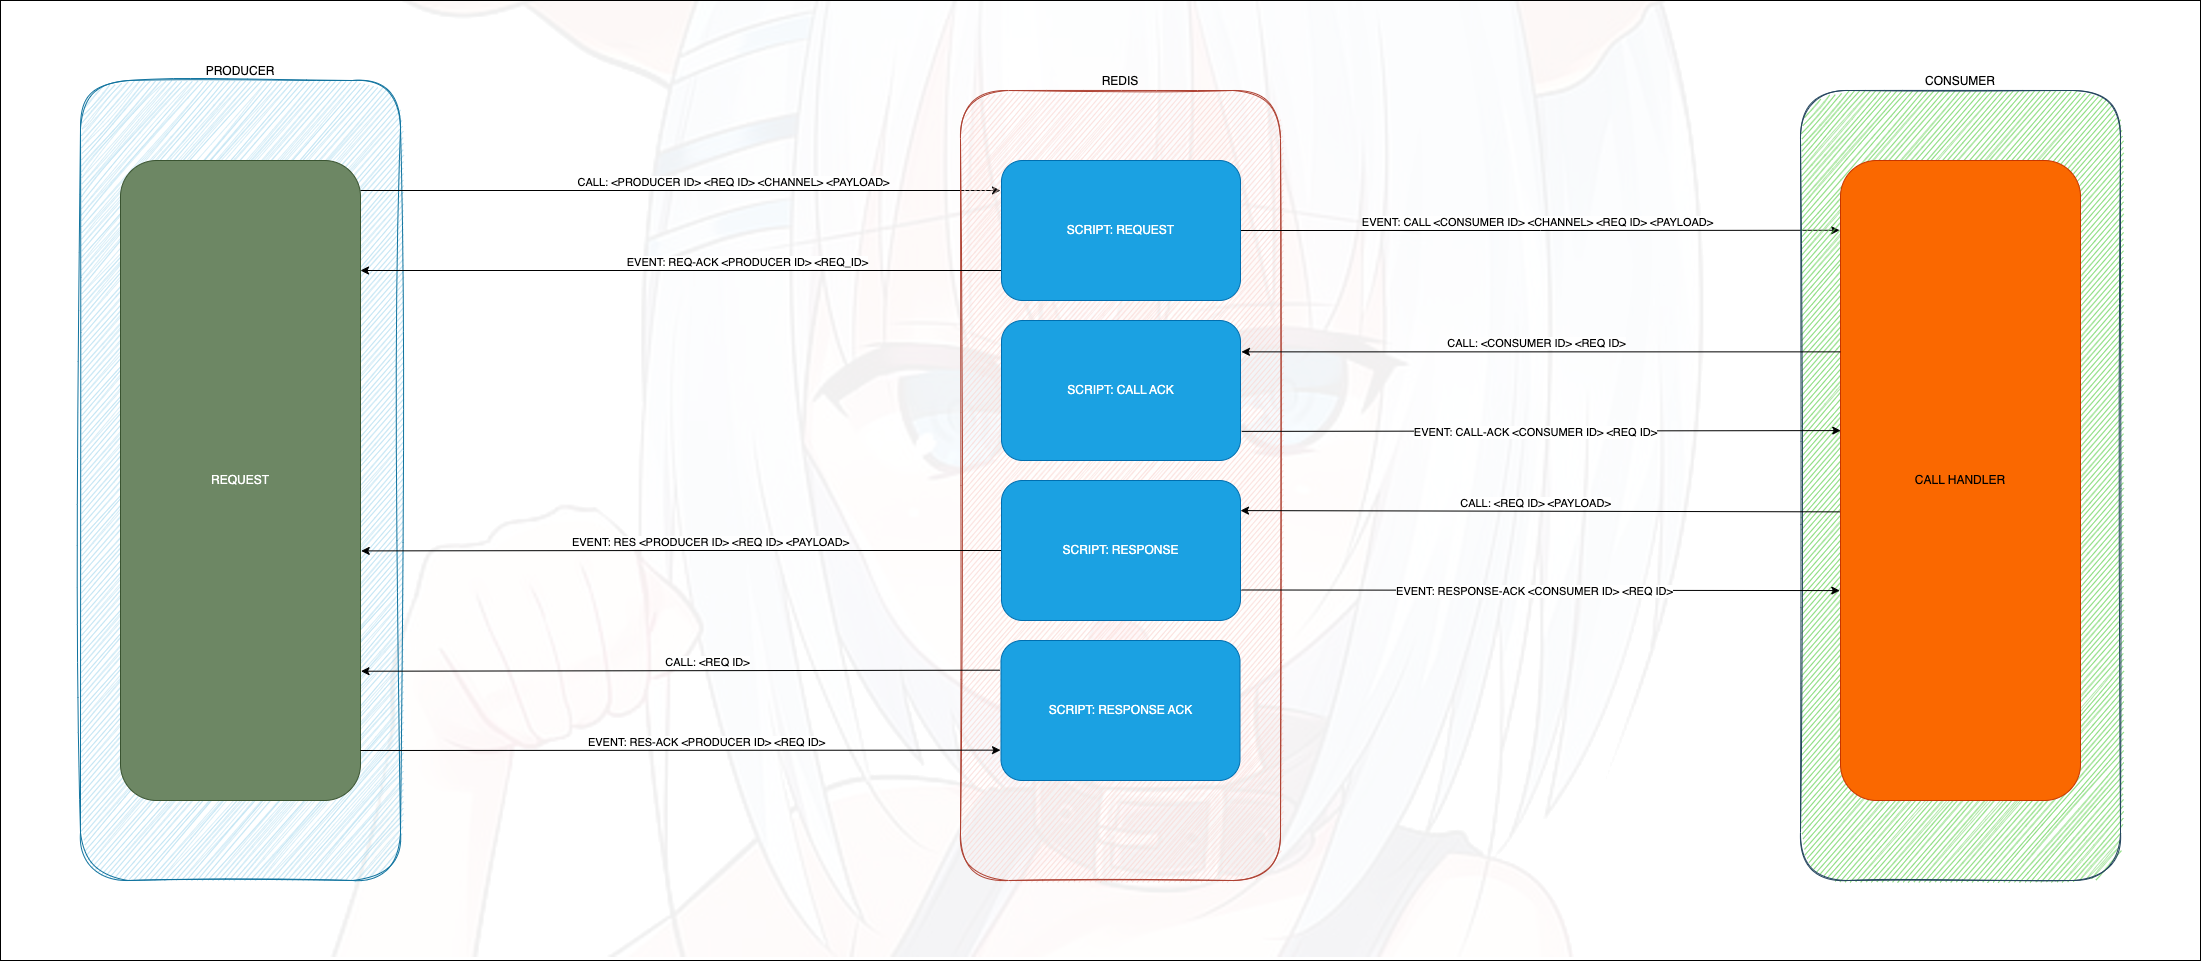 PRODUCER
REDIS
CONSUMER
CALL: <PRODUCER ID> <REQ ID> <CHANNEL> <PAYLOAD>
EVENT: CALL <CONSUMER ID> <CHANNEL> <REQ ID> <PAYLOAD>
SCRIPT: REQUEST
EVENT: REQ-ACK <PRODUCER ID> <REQ_ID>
CALL: <CONSUMER ID> <REQ ID>
SCRIPT: CALL ACK
EVENT: CALL-ACK <CONSUMER ID> <REQ ID>
REQUEST
CALL HANDLER
CALL: <REQ ID> <PAYLOAD>
EVENT: RES <PRODUCER ID> <REQ ID> <PAYLOAD>
SCRIPT: RESPONSE
EVENT: RESPONSE-ACK <CONSUMER ID> <REQ ID>
CALL: <REQ ID>
SCRIPT: RESPONSE ACK
EVENT: RES-ACK <PRODUCER ID> <REQ ID>